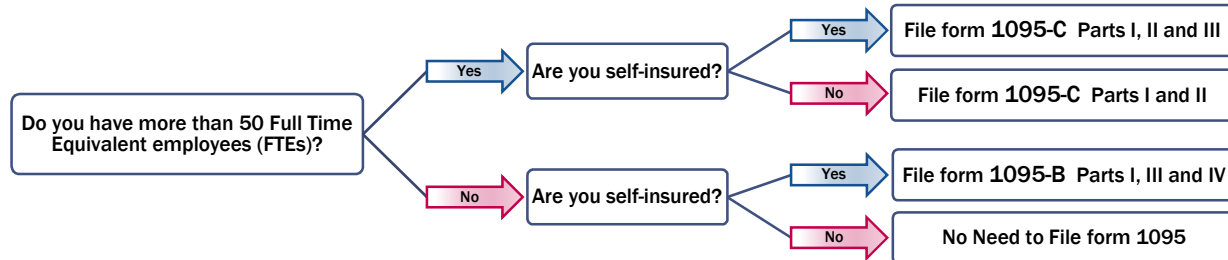 Do you have more than 50 Full Time
Equivalent employees (FTEs)?
Yes
Are you self-insured?
Yes
File form 1095-C Parts I, II and III
No
File form 1095-C Parts I and II
No
Are you self-insured?
Yes
File form 1095-B Parts I, III and IV
No
No Need to File form 1095